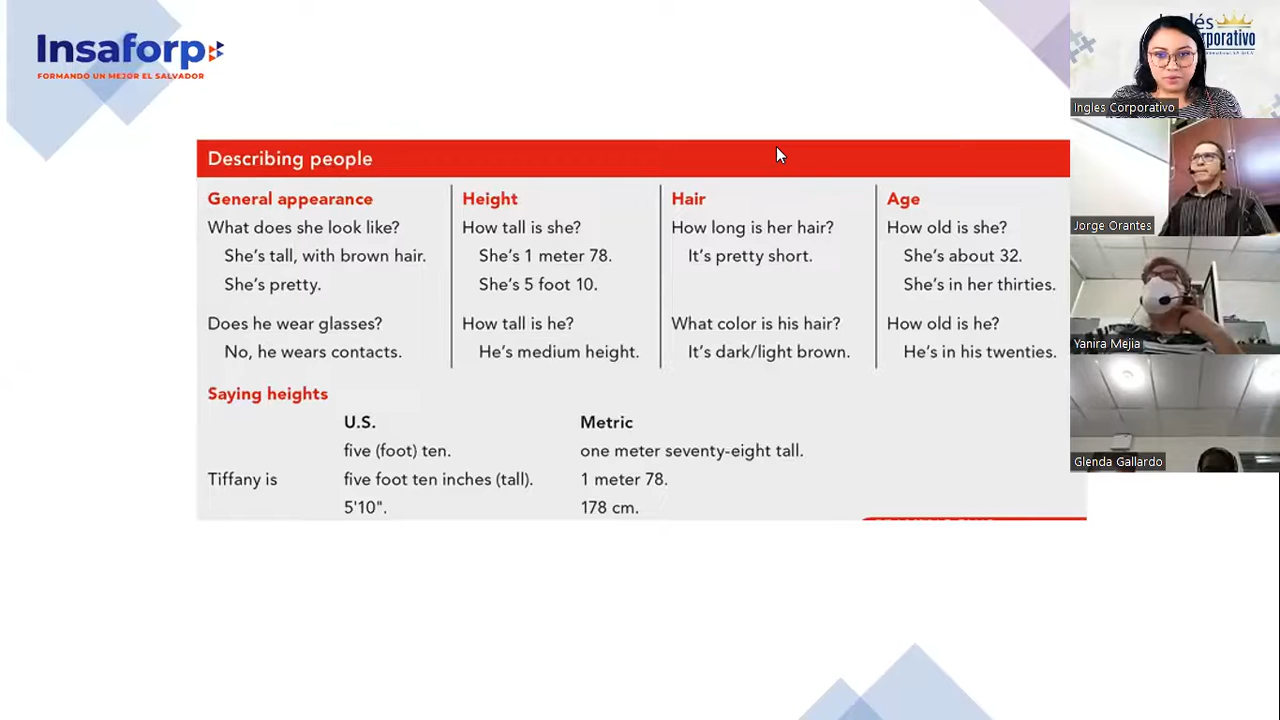 Insaforp
FORMANDO UN MEJOR EL SALVADOR
Describing people
General appearance
What does she look like?
She's tall, with brown hair.
She's pretty.
Does he wear glasses?
No, he wears contacts.
Height
How tall is she?
She's 1 meter 78.
She's 5 foot 10.
How tall is he?
He's medium height.
Hair
How long is her hair?
It's pretty short.
What color is his hair?
It's dark/light brown.
Age
How old is she?
She's about 32.
She's in her thirties.
How old is he?
He's in his twenties.
Saying heights
U.S.
Metric
five (foot) ten.
one meter seventy-eight tall.
Tiffany is
five foot ten inches (tall).
1 meter 78.
5'10".
178 cm.
Ingles Corporativo
Jorge Orantes
Yanira Mejia
Glenda Gallardo